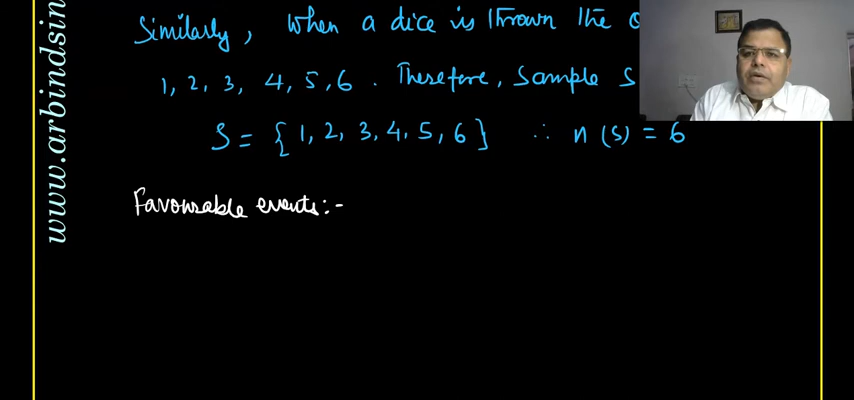 Similarly, When a dice is thrown the o
1, 2, 3, 4, 5, 6. Therefore, Sample S
S = { 1, 2, 3, 4, 5, 6 } ∴ n (S) = 6
Favourable events:-
www.arbindsin